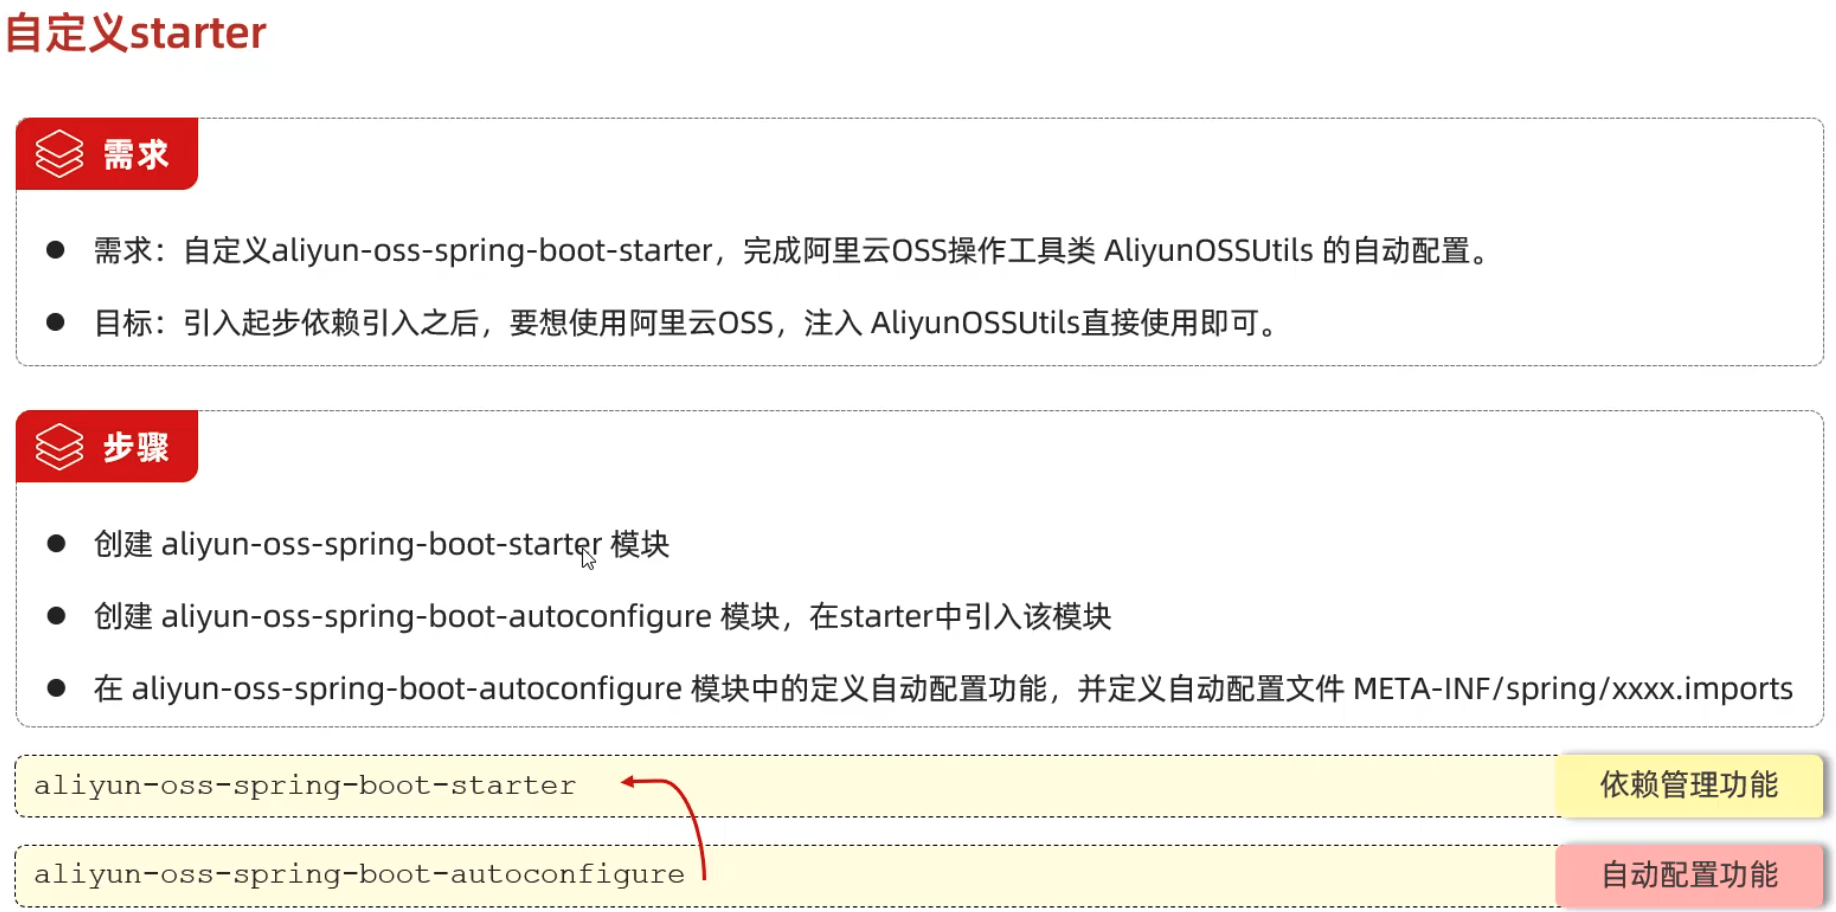 自定义starter
需求
需求：自定义aliyun-oss-spring-boot-starter，完成阿里云OSS操作工具类 AliyunOSSUtils 的自动配置。
目标：引入起步依赖引入之后，要想使用阿里云OSS，注入 AliyunOSSUtils直接使用即可。
步骤
创建 aliyun-oss-spring-boot-starter 模块
创建 aliyun-oss-spring-boot-autoconfigure 模块，在starter中引入该模块
在 aliyun-oss-spring-boot-autoconfigure 模块中的定义自动配置功能，并定义自动配置文件 META-INF/spring/xxxx.imports
aliyun-oss-spring-boot-starter 依赖管理功能
aliyun-oss-spring-boot-autoconfigure 自动配置功能